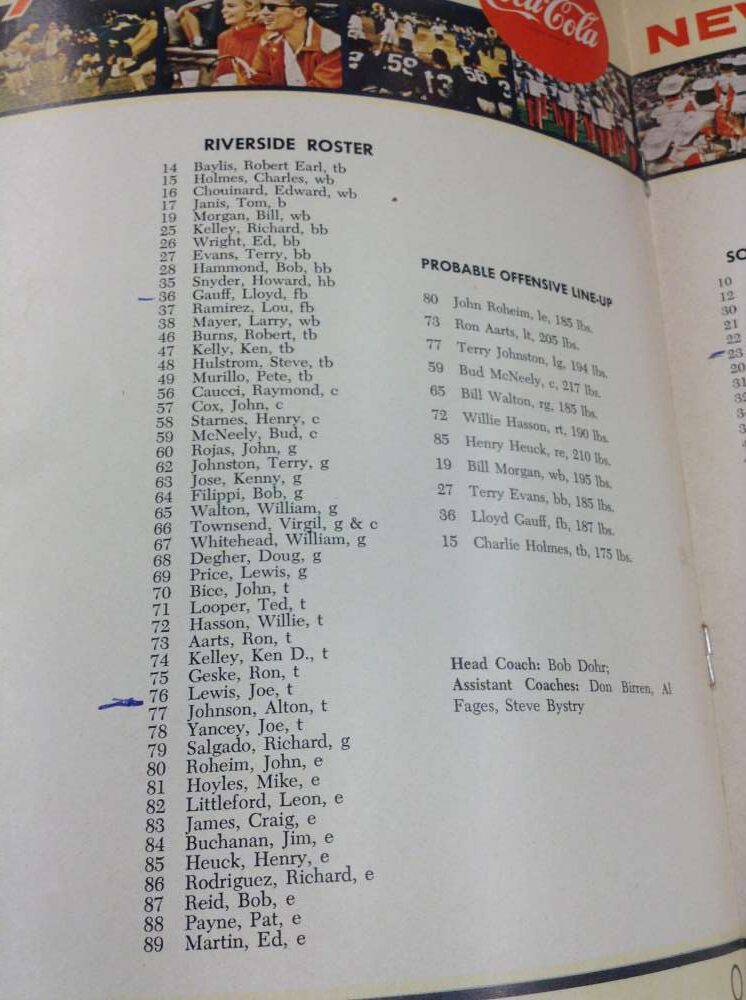 Coca-Cola
NEV
59
13
56
3
RIVERSIDE ROSTER
14 Baylis, Robert Earl, tb
15 Holmes, Charles, wb
16 Chouinard, Edward, wb
17 Janis, Tom, b
19 Morgan, Bill, wb
25 Kelley, Richard, bb
26 Wright, Ed, bb
27 Evans, Terry, bb
28 Hammond, Bob, bb
35 Snyder, Howard, hb
36 Gauff, Lloyd, fb
37 Ramirez, Lou, fb
38 Mayer, Larry, wb
46 Burns, Robert, tb
47 Kelly, Ken, tb
48 Hulstrom, Steve, tb
49 Murillo, Pete, tb
56 Caucci, Raymond, c
57 Cox, John, c
58 Starnes, Henry, c
59 McNeely, Bud, c
60 Rojas, John, g
62 Johnston, Terry, g
63 Jose, Kenny, g
64 Filippi, Bob, g
65 Walton, William, g
66 Townsend, Virgil, g & c
67 Whitehead, William, g
68 Degher, Doug, g
69 Price, Lewis, g
70 Bice, John, t
71 Looper, Ted, t
72 Hasson, Willie, t
73 Aarts, Ron, t
74 Kelley, Ken D., t
75 Geske, Ron, t
76 Lewis, Joe, t
77 Johnson, Alton, t
78 Yancey, Joe, t
79 Salgado, Richard, g
80 Roheim, John, e
81 Hoyles, Mike, e
82 Littleford, Leon, e
83 James, Craig, e
84 Buchanan, Jim, e
85 Heuck, Henry, e
86 Rodriguez, Richard, e
87 Reid, Bob, e
88 Payne, Pat, e
89 Martin, Ed, e
PROBABLE OFFENSIVE LINE-UP
80 John Roheim, le, 185 lbs.
73 Ron Aarts, lt, 205 lbs.
77 Terry Johnston, lg, 194 lbs.
59 Bud McNeely, c, 217 lbs.
65 Bill Walton, rg, 185 lbs.
72 Willie Hasson, rt, 190 lbs.
85 Henry Heuck, re, 210 lbs.
19 Bill Morgan, wb, 195 lbs.
27 Terry Evans, bb, 185 lbs.
36 Lloyd Gauff, fb, 187 lbs.
15 Charlie Holmes, tb, 175 lbs.
Head Coach: Bob Dohr;
Assistant Coaches: Don Birren, Al
Fages, Steve Bystry
SO
10
12
30
21
22
23
20
31